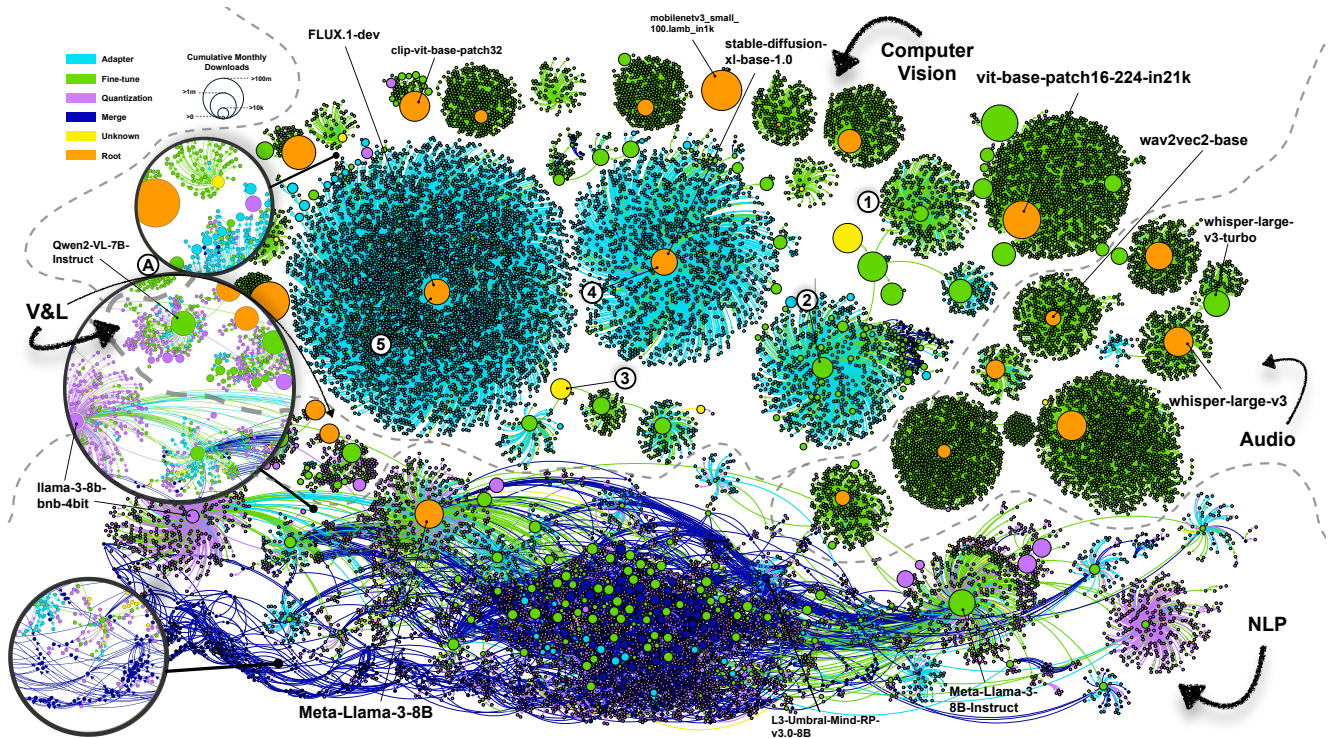 Adapter
Fine-tune
Quantization
Merge
Unknown
Root
Cumulative Monthly
Downloads
>100m
>1m
>10k
>0
FLUX.1-dev
clip-vit-base-patch32
mobilenetv3_small_
100.lamb_in1k
stable-diffusion-
xl-base-1.0
Computer
Vision
vit-base-patch16-224-in21k
wav2vec2-base
whisper-large-
v3-turbo
1
Qwen2-VL-7B-
Instruct
A
V&L
4
2
5
3
whisper-large-v3
Audio
llama-3-8b-
bnb-4bit
NLP
Meta-Llama-3-8B
Meta-Llama-3-
8B-Instruct
L3-Umbral-Mind-RP-
v3.0-8B